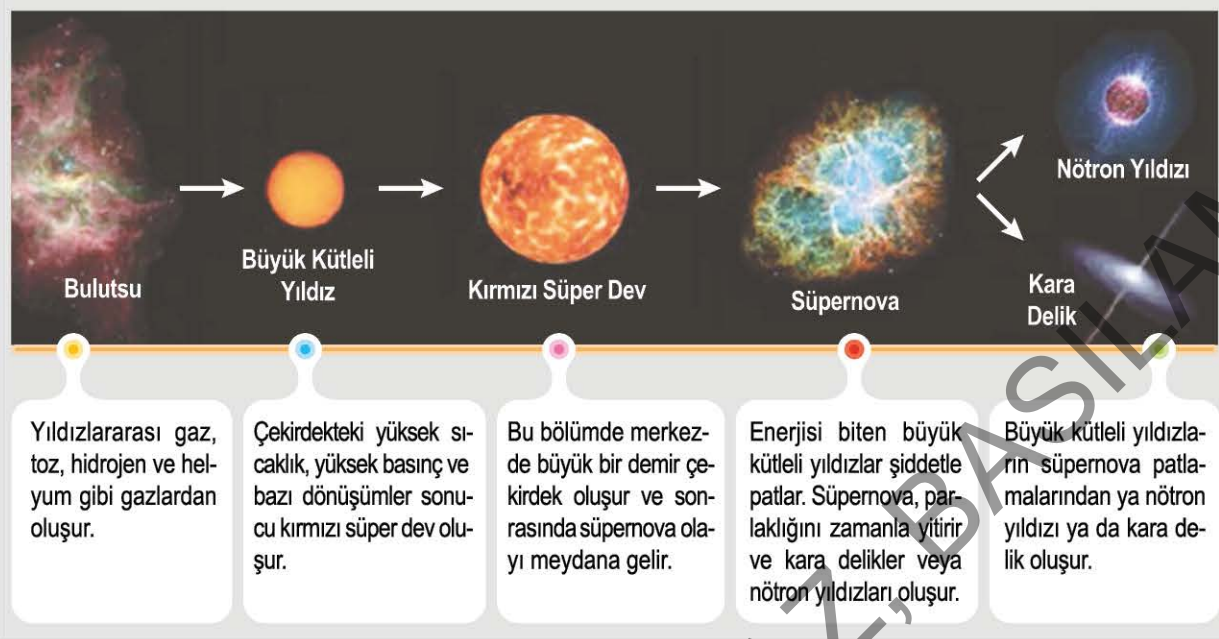 Bulutsu
Büyük Kütleli
Yıldız
Kırmızı Süper Dev
Süpernova
Nötron Yıldızı
Kara
Delik
Yıldızlararası gaz,
toz, hidrojen ve hel-
yum gibi gazlardan
oluşur.
Çekirdekteki yüksek sı-
caklık, yüksek basınç ve
bazı dönüşümler sonu-
cu kırmızı süper dev olu-
şur.
Bu bölümde merkez-
de büyük bir demir çe-
kirdek oluşur ve son-
rasında süpernova ola-
yı meydana gelir.
Enerjisi biten büyük
kütleli yıldızlar şiddetle
patlar. Süpernova, par-
laklığını zamanla yitirir
ve kara delikler veya
nötron yıldızları oluşur.
Büyük kütleli yıldızla-
rın süpernova patla-
malarından ya nötron
yıldızı ya da kara de-
lik oluşur.
Z, BASILAM